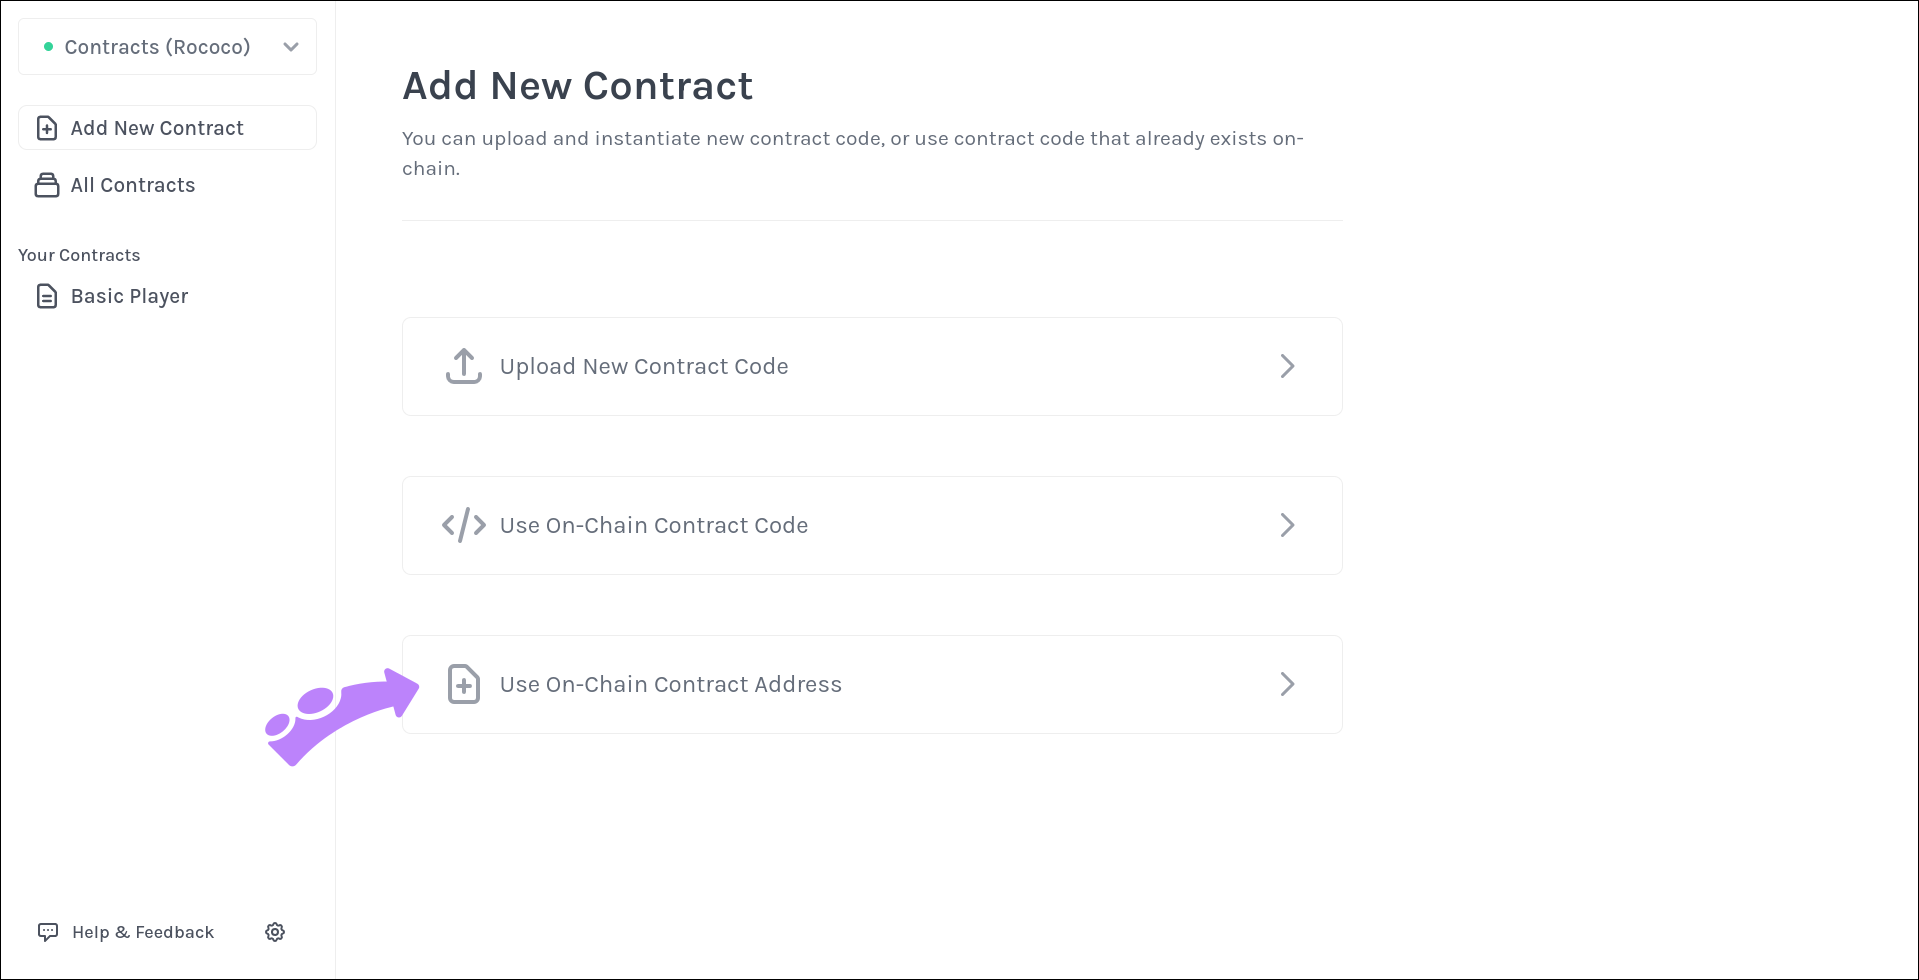 Contracts (Rococo)
Add New Contract
All Contracts
Your Contracts
Basic Player
Help & Feedback
Add New Contract
You can upload and instantiate new contract code, or use contract code that already exists on-
chain.
Upload New Contract Code
Use On-Chain Contract Code
Use On-Chain Contract Address